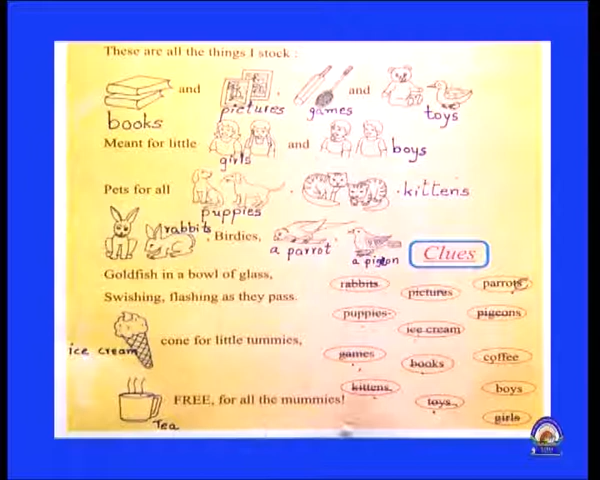 These are all the things I stock :
and , and
books pictures games toys
Meant for little and boys
girls
Pets for all , . kittens
puppies
rabbits , Birdies, a parrot , a pigeon
Clues
Goldfish in a bowl of glass,
Swishing, flashing as they pass.
rabbits pictures parrots
puppies ice cream pigeons
ice cream cone for little tummies,
games books coffee
kittens toys boys
FREE, for all the mummies!
Tea
girls